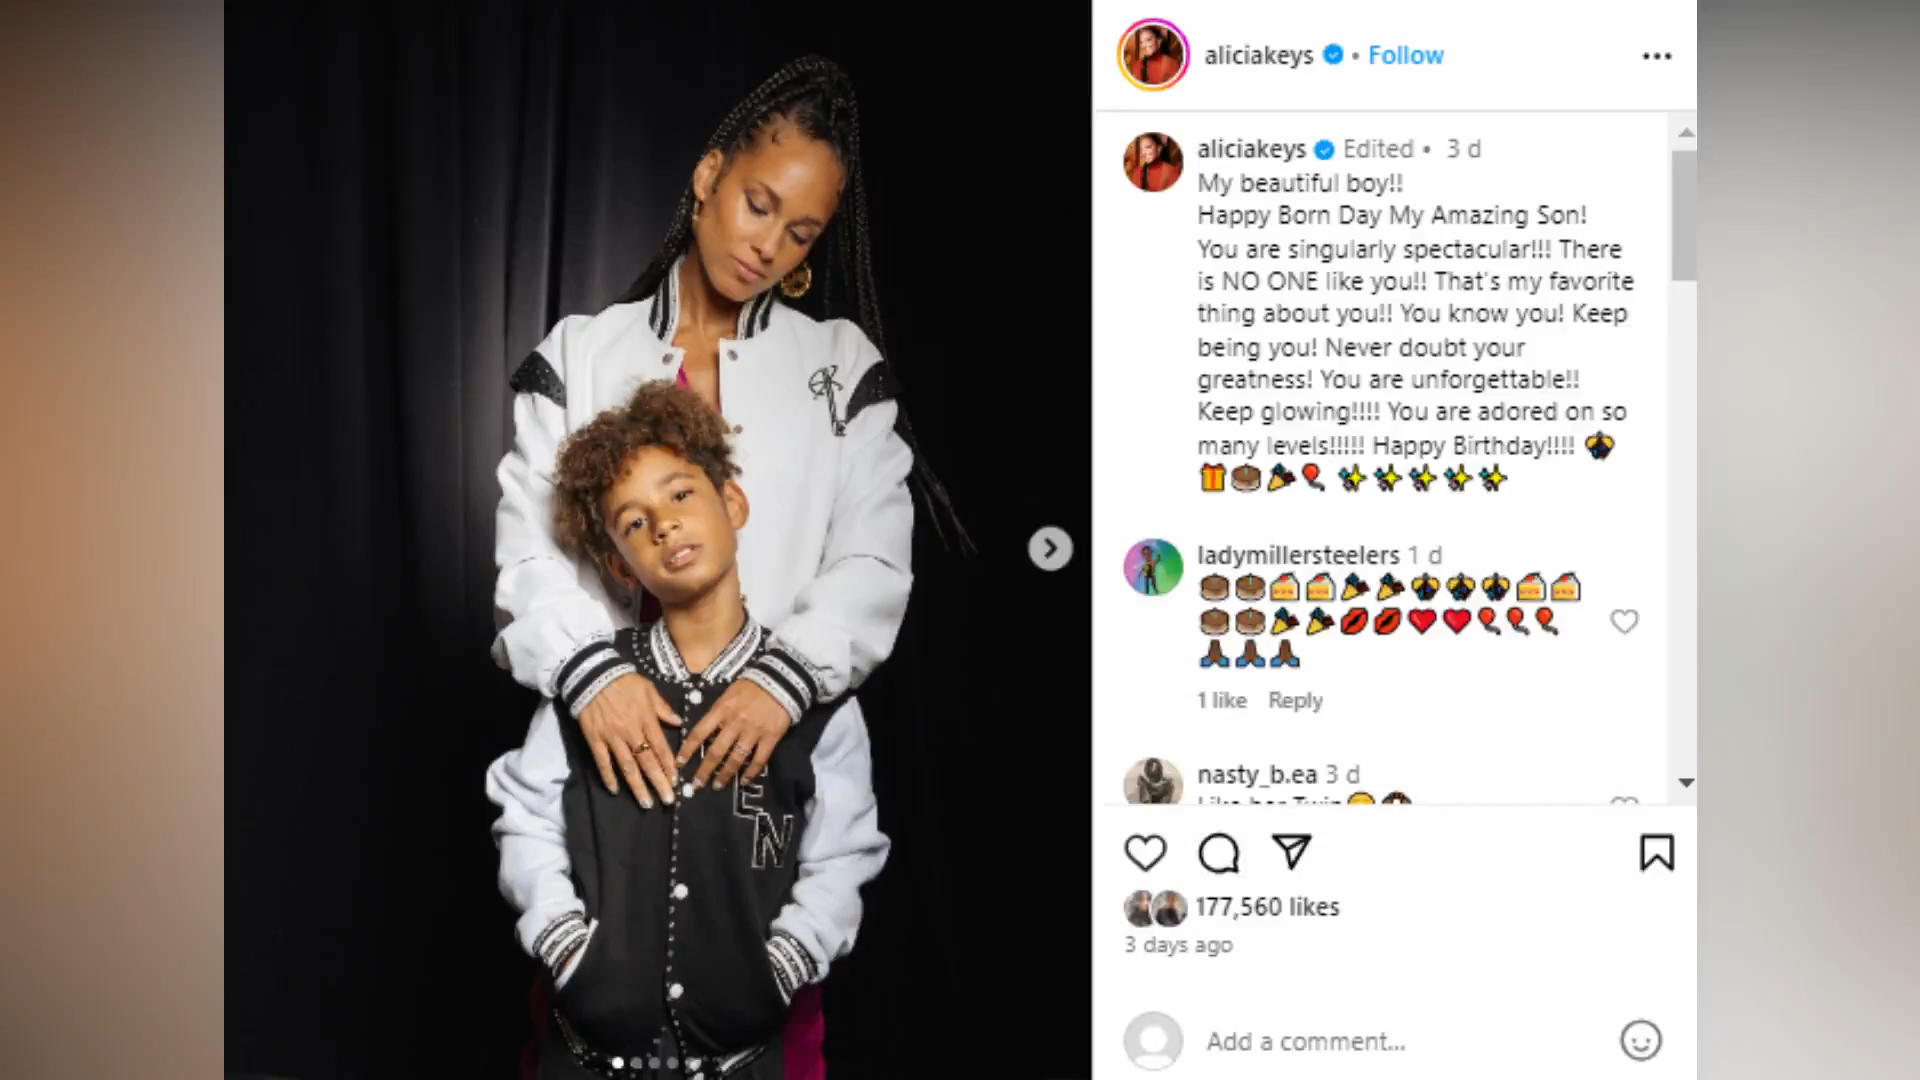 aliciakeys • Follow
aliciakeys Edited • 3 d
My beautiful boy!!
Happy Born Day My Amazing Son!
You are singularly spectacular!!! There
is NO ONE like you!! That's my favorite
thing about you!! You know you! Keep
being you! Never doubt your
greatness! You are unforgettable!!
Keep glowing!!!! You are adored on so
many levels!!!!! Happy Birthday!!!!
ladymillersteelers 1 d
1 like Reply
nasty_b.ea 3 d
177,560 likes
3 days ago
Add a comment...
EN